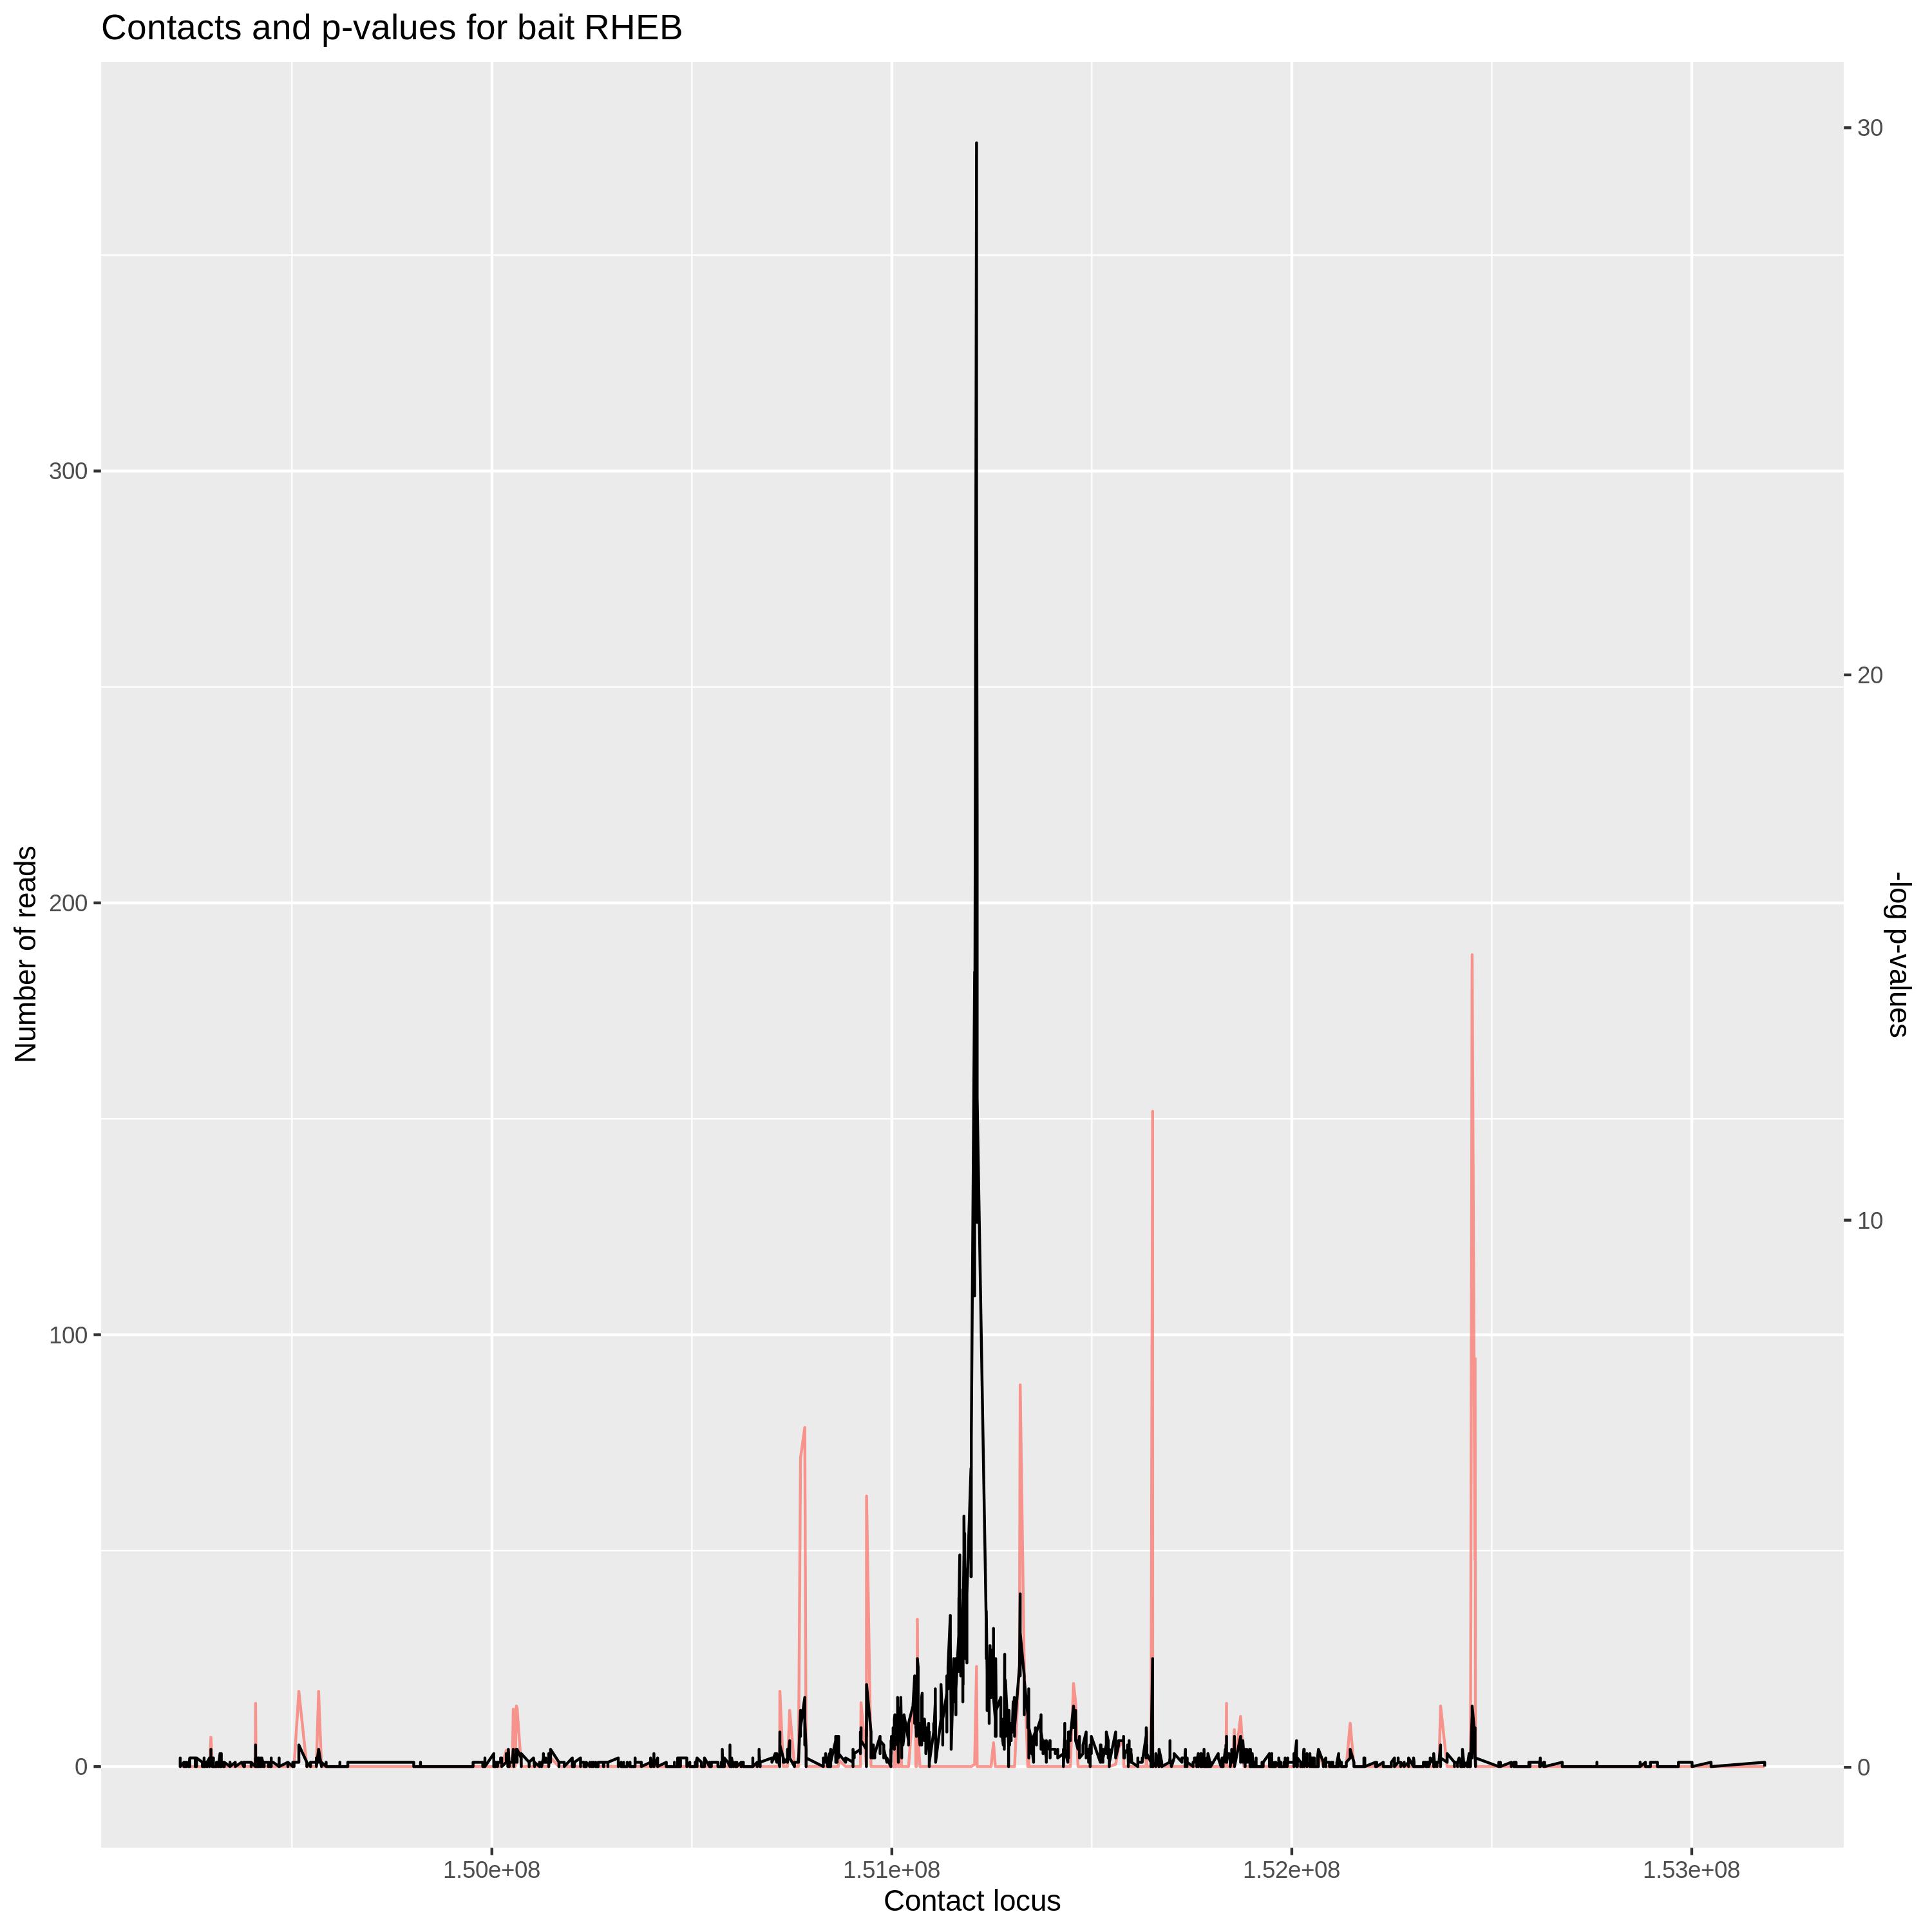 Contacts and p-values for bait RHEB
30
300
20
200
Number of reads
-log p-values
10
100
0
0
1.50e+08
1.51e+08
1.52e+08
1.53e+08
Contact locus